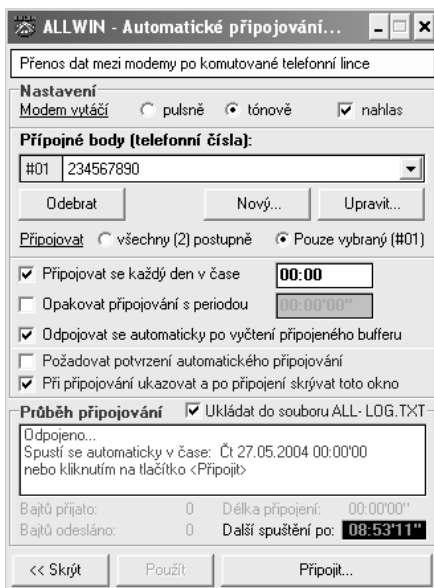 ALLWIN - Automatické připojování...
Přenos dat mezi modemy po komutované telefonní lince
Nastavení
Modem vytáčí pulsně tónově nahlas
Přípojné body (telefonní čísla):
#01 234567890
Odebrat Nový... Upravit...
Připojovat všechny (2) postupně Pouze vybraný (#01)
Připojovat se každý den v čase 00:00
Opakovat připojování s periodou 00:00'00''
Odpojovat se automaticky po vyčtení připojeného bufferu
Požadovat potvrzení automatického připojování
Při připojování ukazovat a po připojení skrývat toto okno
Průběh připojování Ukládat do souboru ALL- LOG.TXT
Odpojeno...
Spustí se automaticky v čase: Čt 27.05.2004 00:00'00
nebo kliknutím na tlačítko <Připojit>
Bajtů přijato: 0 Délka připojení: 00:00'00''
Bajtů odesláno: 0 Další spuštění po: 08:53'11''
<< Skrýt Použít Připojit...